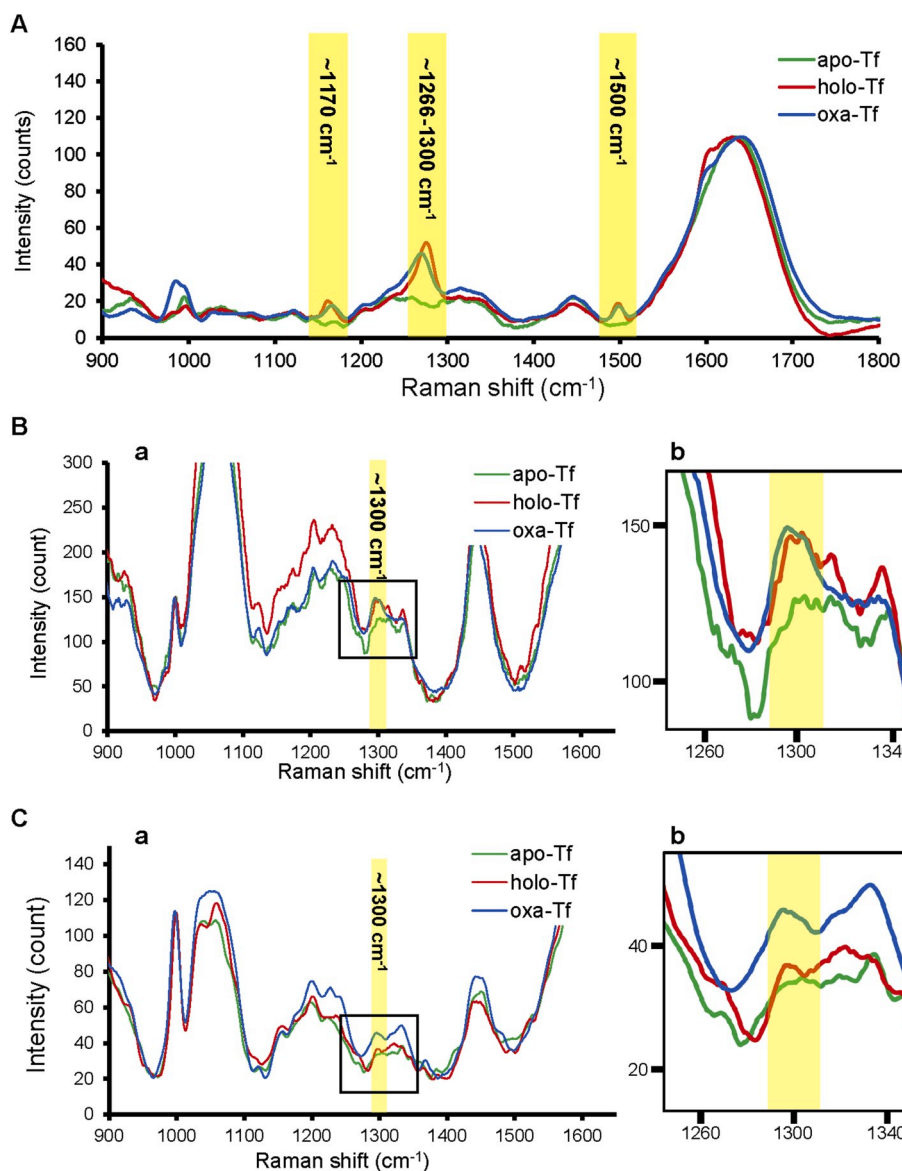 A
160
140
120
100
80
60
40
20
0
Intensity (counts)
~1170 cm⁻¹
~1266-1300 cm⁻¹
~1500 cm⁻¹
apo-Tf
holo-Tf
oxa-Tf
900 1000 1100 1200 1300 1400 1500 1600 1700 1800
Raman shift (cm⁻¹)
B
a
300
250
200
150
100
50
0
Intensity (count)
~1300 cm⁻¹
apo-Tf
holo-Tf
oxa-Tf
900 1000 1100 1200 1300 1400 1500 1600
Raman shift (cm⁻¹)
b
150
100
1260 1300 1340
C
a
140
120
100
80
60
40
20
0
Intensity (count)
~1300 cm⁻¹
apo-Tf
holo-Tf
oxa-Tf
900 1000 1100 1200 1300 1400 1500 1600
Raman shift (cm⁻¹)
b
40
20
1260 1300 1340